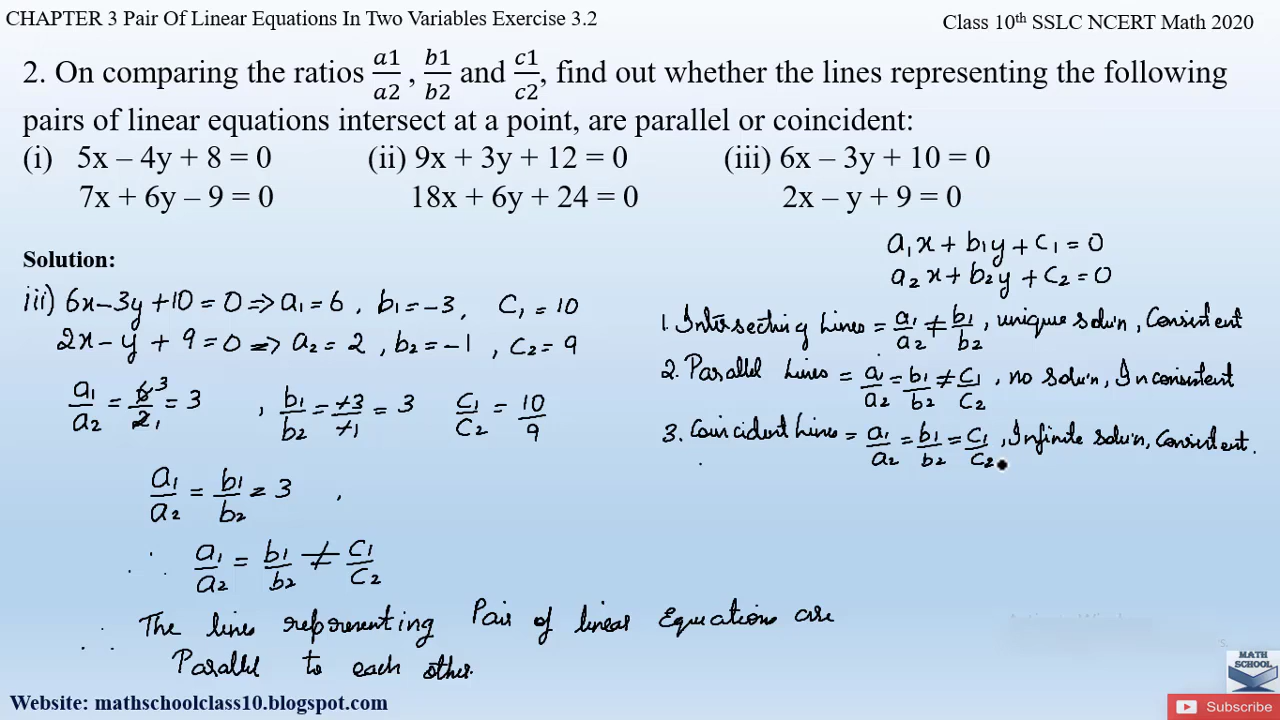 CHAPTER 3 Pair Of Linear Equations In Two Variables Exercise 3.2
Class 10th SSLC NCERT Math 2020
2. On comparing the ratios a1/a2 , b1/b2 and c1/c2, find out whether the lines representing the following
pairs of linear equations intersect at a point, are parallel or coincident:
(i) 5x – 4y + 8 = 0 (ii) 9x + 3y + 12 = 0 (iii) 6x – 3y + 10 = 0
7x + 6y – 9 = 0 18x + 6y + 24 = 0 2x – y + 9 = 0
Solution:
iii) 6x-3y+10=0 => a₁=6, b₁=-3, C₁=10
2x-y+9=0 => a₂=2, b₂=-1, C₂=9
a₁/a₂ = 6³/2₁ = 3 , b₁/b₂ = -3/-1 = 3 C₁/C₂ = 10/9
a₁/a₂ = b₁/b₂ = 3 ,
∴ a₁/a₂ = b₁/b₂ ≠ C₁/C₂
The lines representing Pair of linear Equations are
Parallel to each other.
a₁x + b₁y + C₁ = 0
a₂x + b₂y + C₂ = 0
1. Intersecting Lines = a₁/a₂ ≠ b₁/b₂, unique solun, Consistent
2. Parallel Lines = a₁/a₂ = b₁/b₂ ≠ C₁/C₂, no solun, Inconsistent
3. Coincident Lines = a₁/a₂ = b₁/b₂ = C₁/C₂, Infinite solun, Consistent.
MATH
SCHOOL
Subscribe
Website: mathschoolclass10.blogspot.com